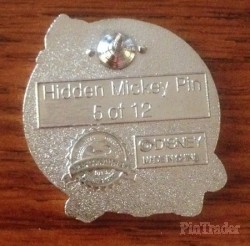 Hidden Mickey Pin
5 of 12
DISNEY
PinTrader